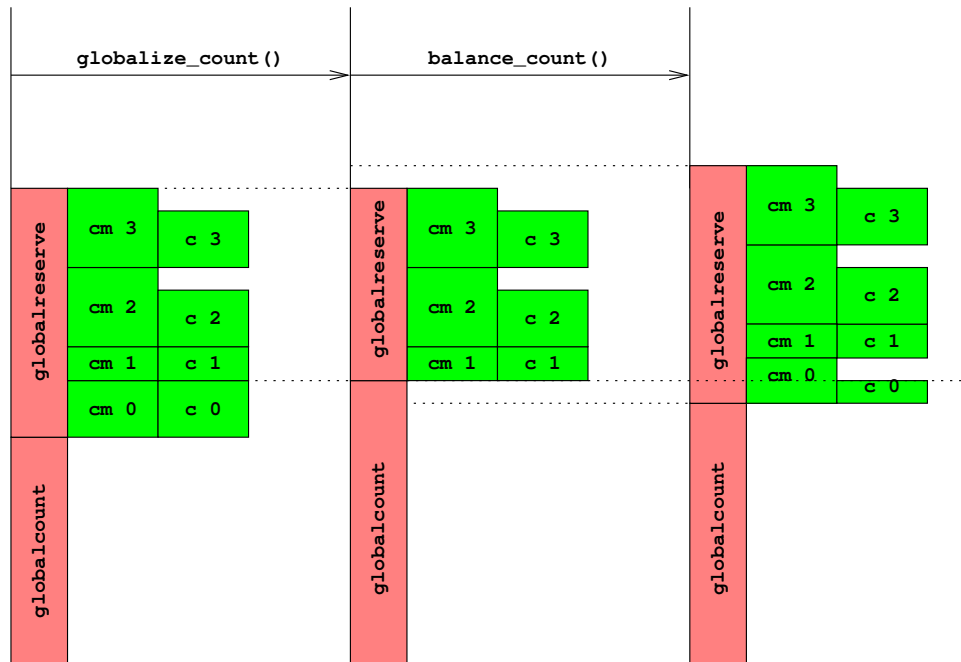 globalize_count()
balance_count()
globalreserve
cm 3
c 3
cm 2
c 2
cm 1
c 1
cm 0
c 0
globalcount
globalreserve
cm 3
c 3
cm 2
c 2
cm 1
c 1
globalcount
globalreserve
cm 3
c 3
cm 2
c 2
cm 1
c 1
cm 0
c 0
globalcount